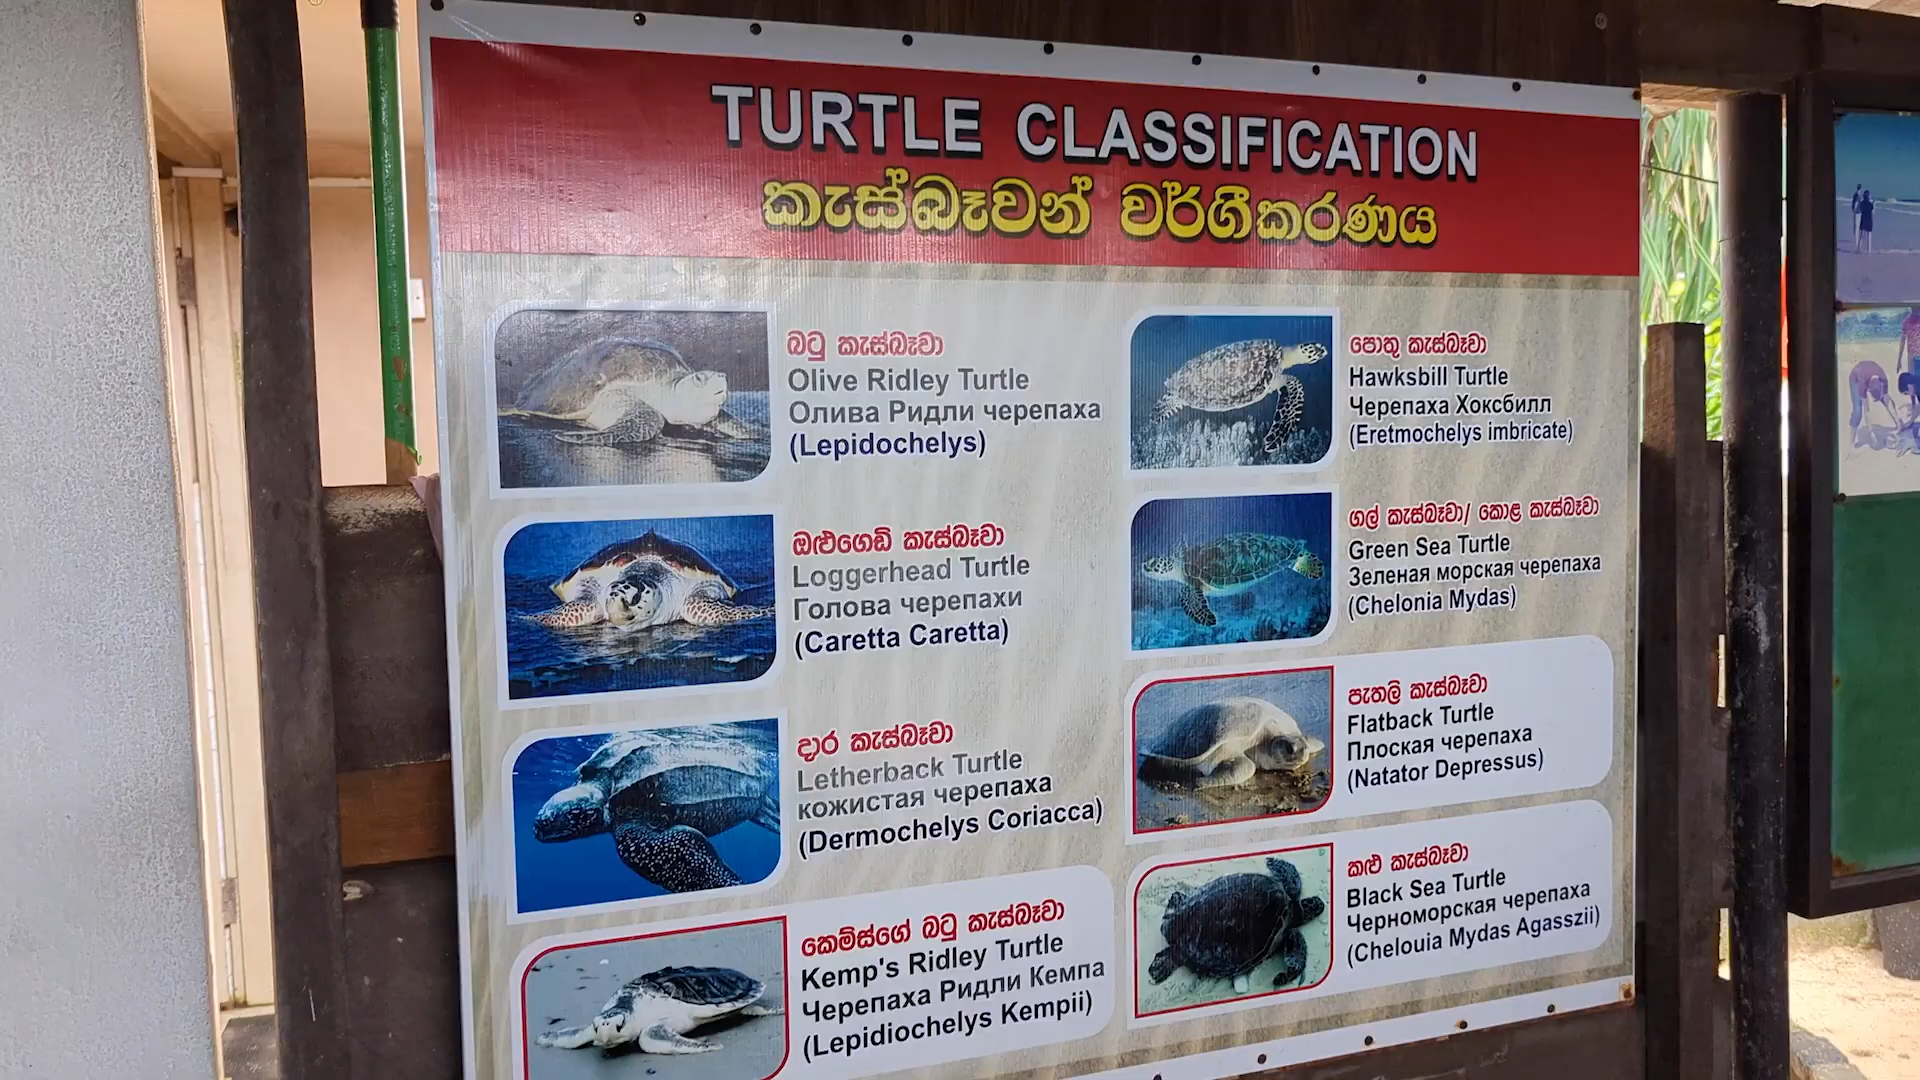 TURTLE CLASSIFICATION
කැස්බෑවන් වර්ගීකරණය
බටු කැස්බෑවා
Olive Ridley Turtle
Олива Ридли черепаха
(Lepidochelys)
ඔළුගෙඩි කැස්බෑවා
Loggerhead Turtle
Голова черепахи
(Caretta Caretta)
දාර කැස්බෑවා
Letherback Turtle
кожистая черепаха
(Dermochelys Coriacca)
කෙම්ස්ගේ බටු කැස්බෑවා
Kemp's Ridley Turtle
Черепаха Ридли Кемпа
(Lepidiochelys Kempii)
පොතු කැස්බෑවා
Hawksbill Turtle
Черепаха Хоксбилл
(Eretmochelys imbricate)
ගල් කැස්බෑවා/ කොළ කැස්බෑවා
Green Sea Turtle
Зеленая морская черепаха
(Chelonia Mydas)
පැතලි කැස්බෑවා
Flatback Turtle
Плоская черепаха
(Natator Depressus)
කළු කැස්බෑවා
Black Sea Turtle
Черноморская черепаха
(Chelouia Mydas Agasszii)